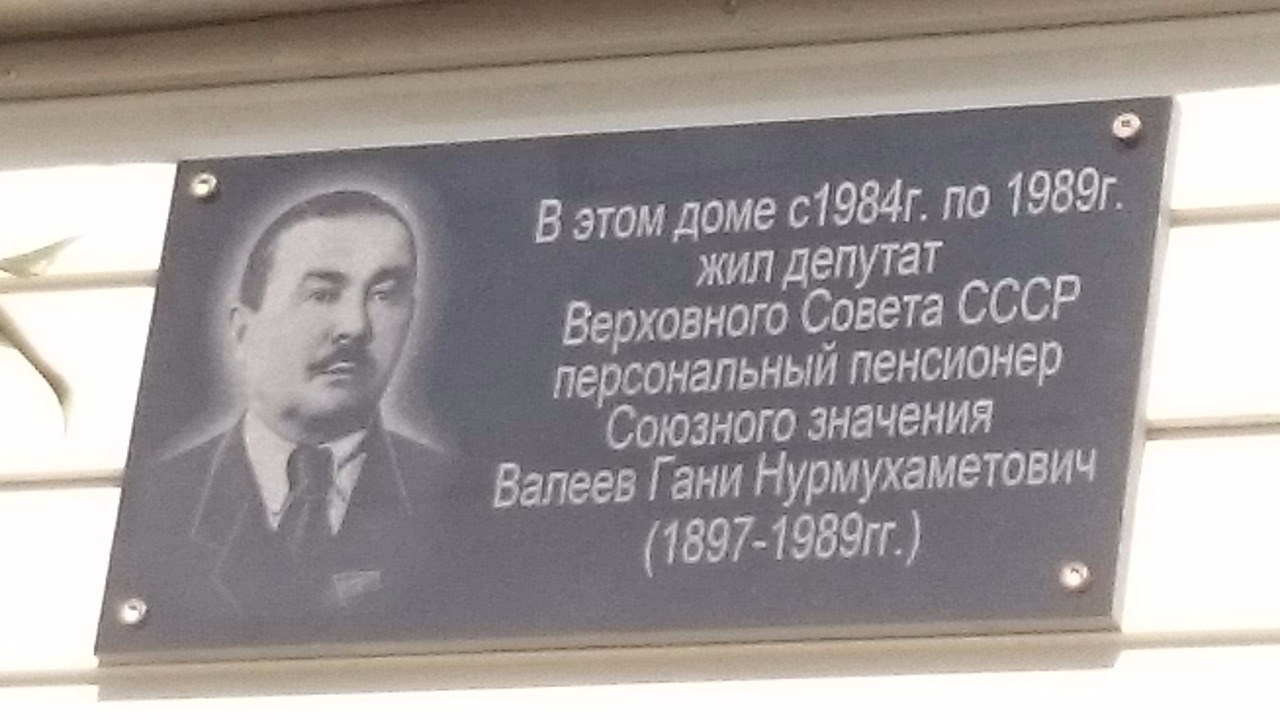 В этом доме с1984г. по 1989г.
жил депутат
Верховного Совета СССР
персональный пенсионер
Союзного значения
Валеев Гани Нурмухаметович
(1897-1989гг.)